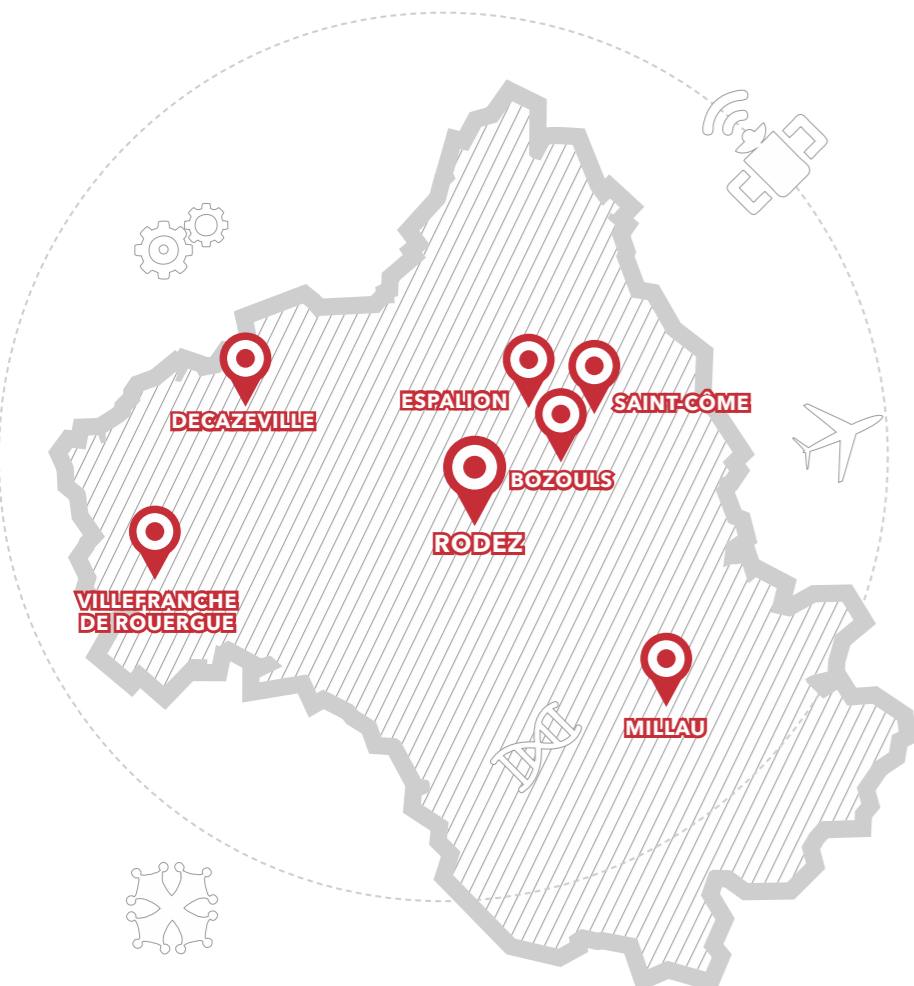 ESPALION
SAINT-CÔME
DECAZEVILLE
BOZOULS
RODEZ
VILLEFRANCHE
DE ROUERGUE
MILLAU